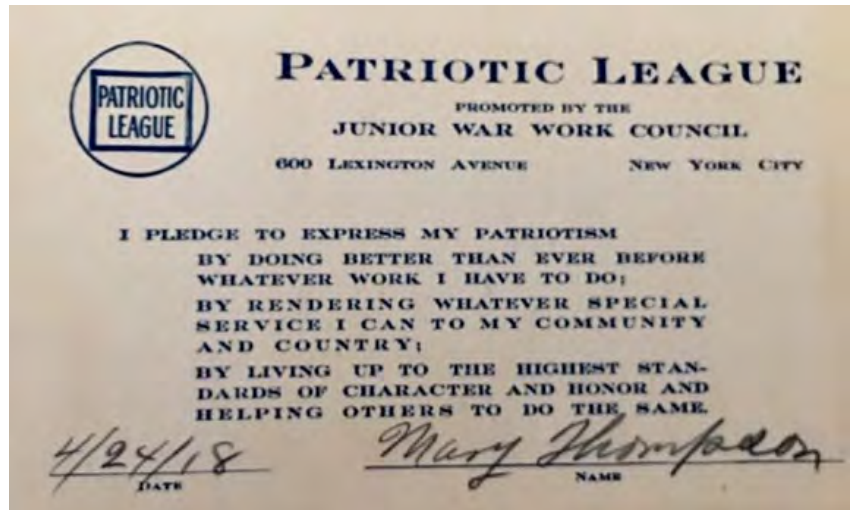 PATRIOTIC LEAGUE
PATRIOTIC
LEAGUE
PROMOTED BY THE
JUNIOR WAR WORK COUNCIL
600 LEXINGTON AVENUE NEW YORK CITY
I PLEDGE TO EXPRESS MY PATRIOTISM
BY DOING BETTER THAN EVER BEFORE
WHATEVER WORK I HAVE TO DO;
BY RENDERING WHATEVER SPECIAL
SERVICE I CAN TO MY COMMUNITY
AND COUNTRY;
BY LIVING UP TO THE HIGHEST STAN-
DARDS OF CHARACTER AND HONOR AND
HELPING OTHERS TO DO THE SAME.
4/24/18 Mary Thompson
DATE NAME